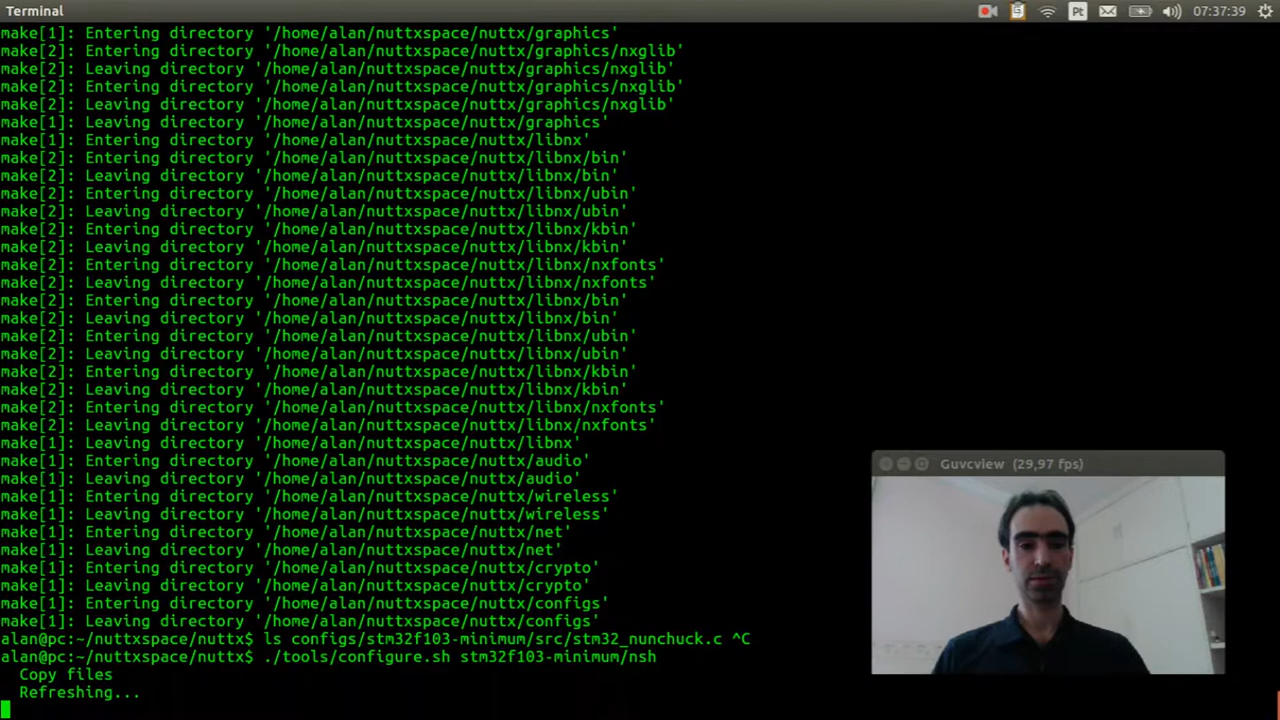 Terminal
Pt
07:37:39
make[1]: Entering directory '/home/alan/nuttxspace/nuttx/graphics'
make[2]: Entering directory '/home/alan/nuttxspace/nuttx/graphics/nxglib'
make[2]: Leaving directory '/home/alan/nuttxspace/nuttx/graphics/nxglib'
make[2]: Entering directory '/home/alan/nuttxspace/nuttx/graphics/nxglib'
make[2]: Leaving directory '/home/alan/nuttxspace/nuttx/graphics/nxglib'
make[1]: Leaving directory '/home/alan/nuttxspace/nuttx/graphics'
make[1]: Entering directory '/home/alan/nuttxspace/nuttx/libnx'
make[2]: Entering directory '/home/alan/nuttxspace/nuttx/libnx/bin'
make[2]: Leaving directory '/home/alan/nuttxspace/nuttx/libnx/bin'
make[2]: Entering directory '/home/alan/nuttxspace/nuttx/libnx/ubin'
make[2]: Leaving directory '/home/alan/nuttxspace/nuttx/libnx/ubin'
make[2]: Entering directory '/home/alan/nuttxspace/nuttx/libnx/kbin'
make[2]: Leaving directory '/home/alan/nuttxspace/nuttx/libnx/kbin'
make[2]: Entering directory '/home/alan/nuttxspace/nuttx/libnx/nxfonts'
make[2]: Leaving directory '/home/alan/nuttxspace/nuttx/libnx/nxfonts'
make[2]: Entering directory '/home/alan/nuttxspace/nuttx/libnx/bin'
make[2]: Leaving directory '/home/alan/nuttxspace/nuttx/libnx/bin'
make[2]: Entering directory '/home/alan/nuttxspace/nuttx/libnx/ubin'
make[2]: Leaving directory '/home/alan/nuttxspace/nuttx/libnx/ubin'
make[2]: Entering directory '/home/alan/nuttxspace/nuttx/libnx/kbin'
make[2]: Leaving directory '/home/alan/nuttxspace/nuttx/libnx/kbin'
make[2]: Entering directory '/home/alan/nuttxspace/nuttx/libnx/nxfonts'
make[2]: Leaving directory '/home/alan/nuttxspace/nuttx/libnx/nxfonts'
make[1]: Leaving directory '/home/alan/nuttxspace/nuttx/libnx'
make[1]: Entering directory '/home/alan/nuttxspace/nuttx/audio'
make[1]: Leaving directory '/home/alan/nuttxspace/nuttx/audio'
make[1]: Entering directory '/home/alan/nuttxspace/nuttx/wireless'
make[1]: Leaving directory '/home/alan/nuttxspace/nuttx/wireless'
make[1]: Entering directory '/home/alan/nuttxspace/nuttx/net'
make[1]: Leaving directory '/home/alan/nuttxspace/nuttx/net'
make[1]: Entering directory '/home/alan/nuttxspace/nuttx/crypto'
make[1]: Leaving directory '/home/alan/nuttxspace/nuttx/crypto'
make[1]: Entering directory '/home/alan/nuttxspace/nuttx/configs'
make[1]: Leaving directory '/home/alan/nuttxspace/nuttx/configs'
alan@pc:~/nuttxspace/nuttx$ ls configs/stm32f103-minimum/src/stm32_nunchuck.c ^C
alan@pc:~/nuttxspace/nuttx$ ./tools/configure.sh stm32f103-minimum/nsh
  Copy files
  Refreshing...
Guvcview (29,97 fps)